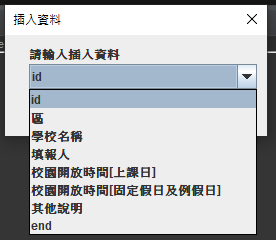 插入資料
請輸入插入資料
id
id
區
學校名稱
填報人
校園開放時間[上課日]
校園開放時間[固定假日及例假日]
其他說明
end